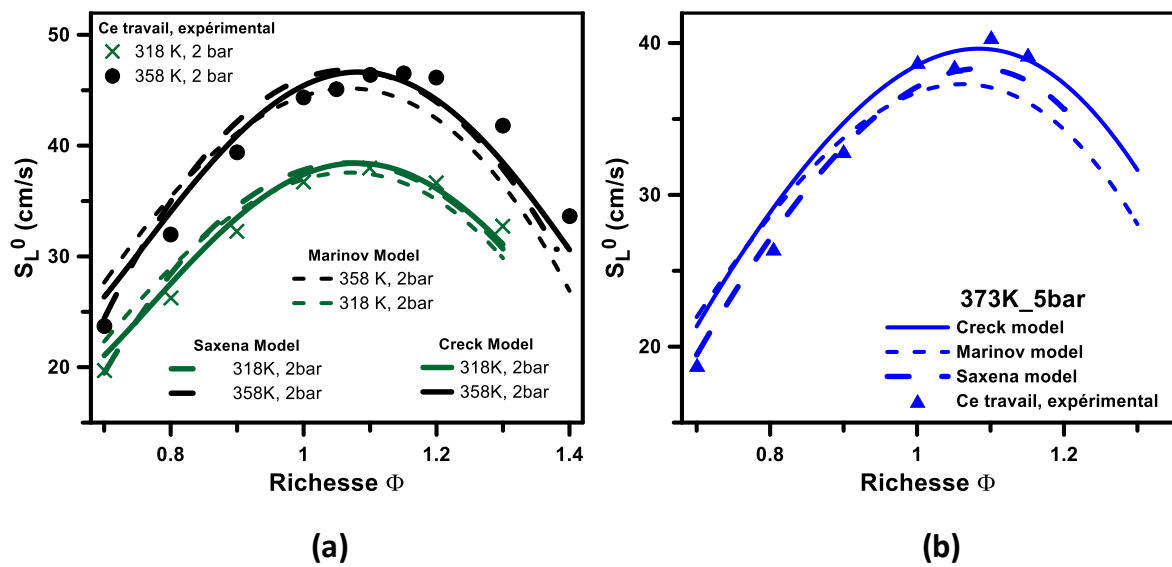 Ce travail, expérimental
318 K, 2 bar
358 K, 2 bar
Marinov Model
358 K, 2bar
318 K, 2bar
Saxena Model
318K, 2bar
358K, 2bar
Creck Model
318K, 2bar
358K, 2bar
50
40
30
20
S_L^0 (cm/s)
0.8
1
1.2
1.4
Richesse Φ
(a)
373K_5bar
Creck model
Marinov model
Saxena model
Ce travail, expérimental
40
30
20
S_L^0 (cm/s)
0.8
1
1.2
Richesse Φ
(b)